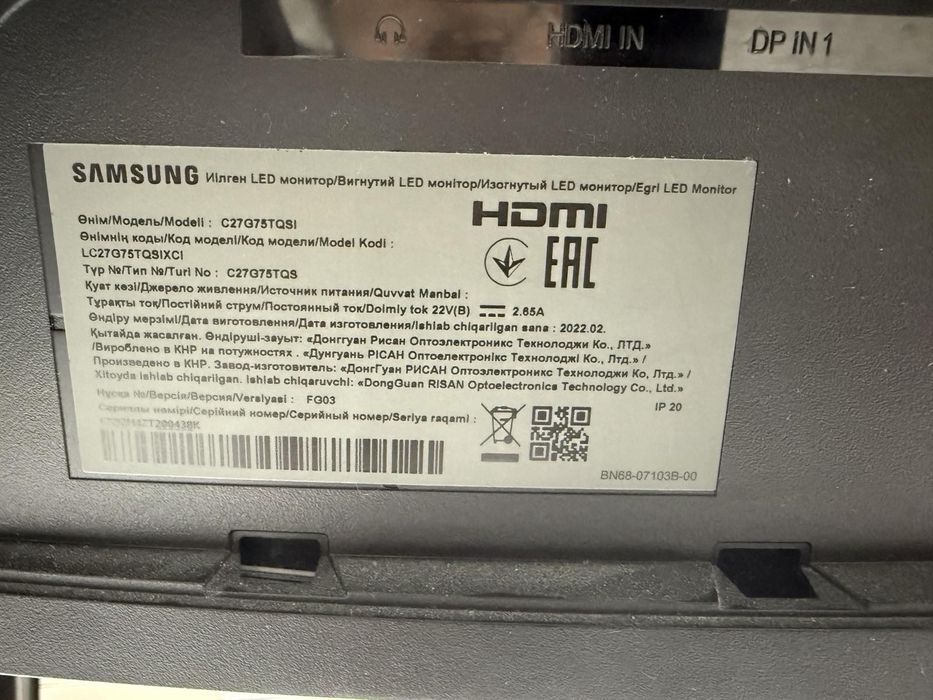 HDMI IN
DP IN 1
SAMSUNG Иілген LED монитор/Вигнутий LED монітор/Изогнутый LED монитор/Egri LED Monitor
HDMI
EAC
Өнім/Модель/Modeli : C27G75TQSI
Өнімнің коды/Код моделі/Код модели/Model Kodi :
LC27G75TQSIXCI
Түр №/Тип №/Turi No : C27G75TQS
Қуат көзі/Джерело живлення/Источник питания/Quvvat Manbai :
Тұрақты ток/Постійний струм/Постоянный ток/Doimiy tok 22V(В) 2.65A
Өндіру мерзімі/Дата виготовлення/Дата изготовления/Ishlab chiqarilgan sana : 2022.02.
Қытайда жасалған. Өндіруші-зауыт: «Донггуан Рисан Оптоэлектроникс Текнолоджи Ко., ЛТД.»
/Вироблено в КНР на потужностях . «Дунгуань РІСАН Оптоелектронікс Технолоджі Ко., Лтд.» /
Произведено в КНР. Завод-изготовитель: «ДонгГуан РИСАН Оптоэлектроникс Текнолоджи Ко, Лтд.» /
Xitoyda ishlab chiqarilgan. Ishlab chiqaruvchi: «DongGuan RISAN Optoelectronics Technology Co., Ltd.»
Нұсқа №/Версія/Версия/Versiyasi : FG03
IP 20
Сериялы нөмірі/Серійний номер/Серийный номер/Seriya raqami :
BN68-07103B-00